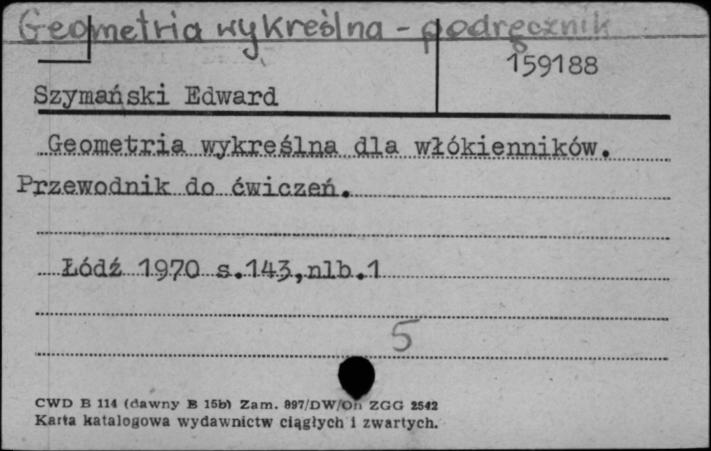 Geometria wykreślna - podręcznik
159188
Szymański Edward
Geometria wykreślna dla włókienników.
Przewodnik do ćwiczeń.
Łódź 1970 s.143,nlb.1
5
CWD B 114 (dawny B 15b) Zam. 897/DW/On ZGG 2542
Karta katalogowa wydawnictw ciągłych i zwartych.